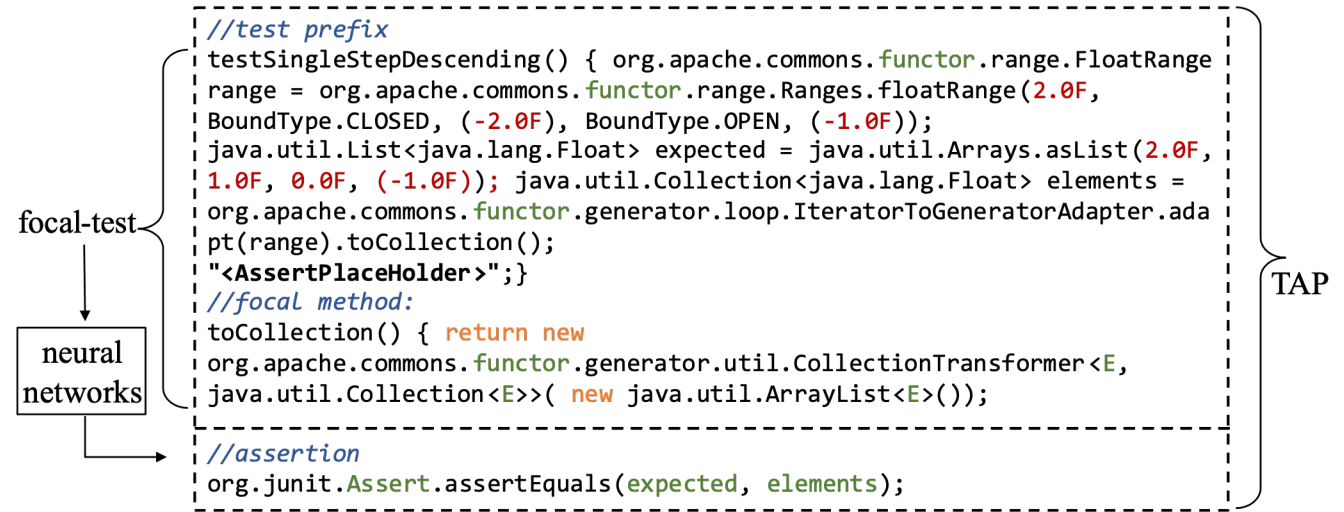 //test prefix
testSingleStepDescending() { org.apache.commons.functor.range.FloatRange
range = org.apache.commons.functor.range.Ranges.floatRange(2.0F,
BoundType.CLOSED, (-2.0F), BoundType.OPEN, (-1.0F));
java.util.List<java.lang.Float> expected = java.util.Arrays.asList(2.0F,
1.0F, 0.0F, (-1.0F)); java.util.Collection<java.lang.Float> elements =
org.apache.commons.functor.generator.loop.IteratorToGeneratorAdapter.ada
pt(range).toCollection();
"<AssertPlaceHolder>";}
//focal method:
toCollection() { return new
org.apache.commons.functor.generator.util.CollectionTransformer<E,
java.util.Collection<E>>( new java.util.ArrayList<E>());
//assertion
org.junit.Assert.assertEquals(expected, elements);
focal-test
neural
networks
TAP